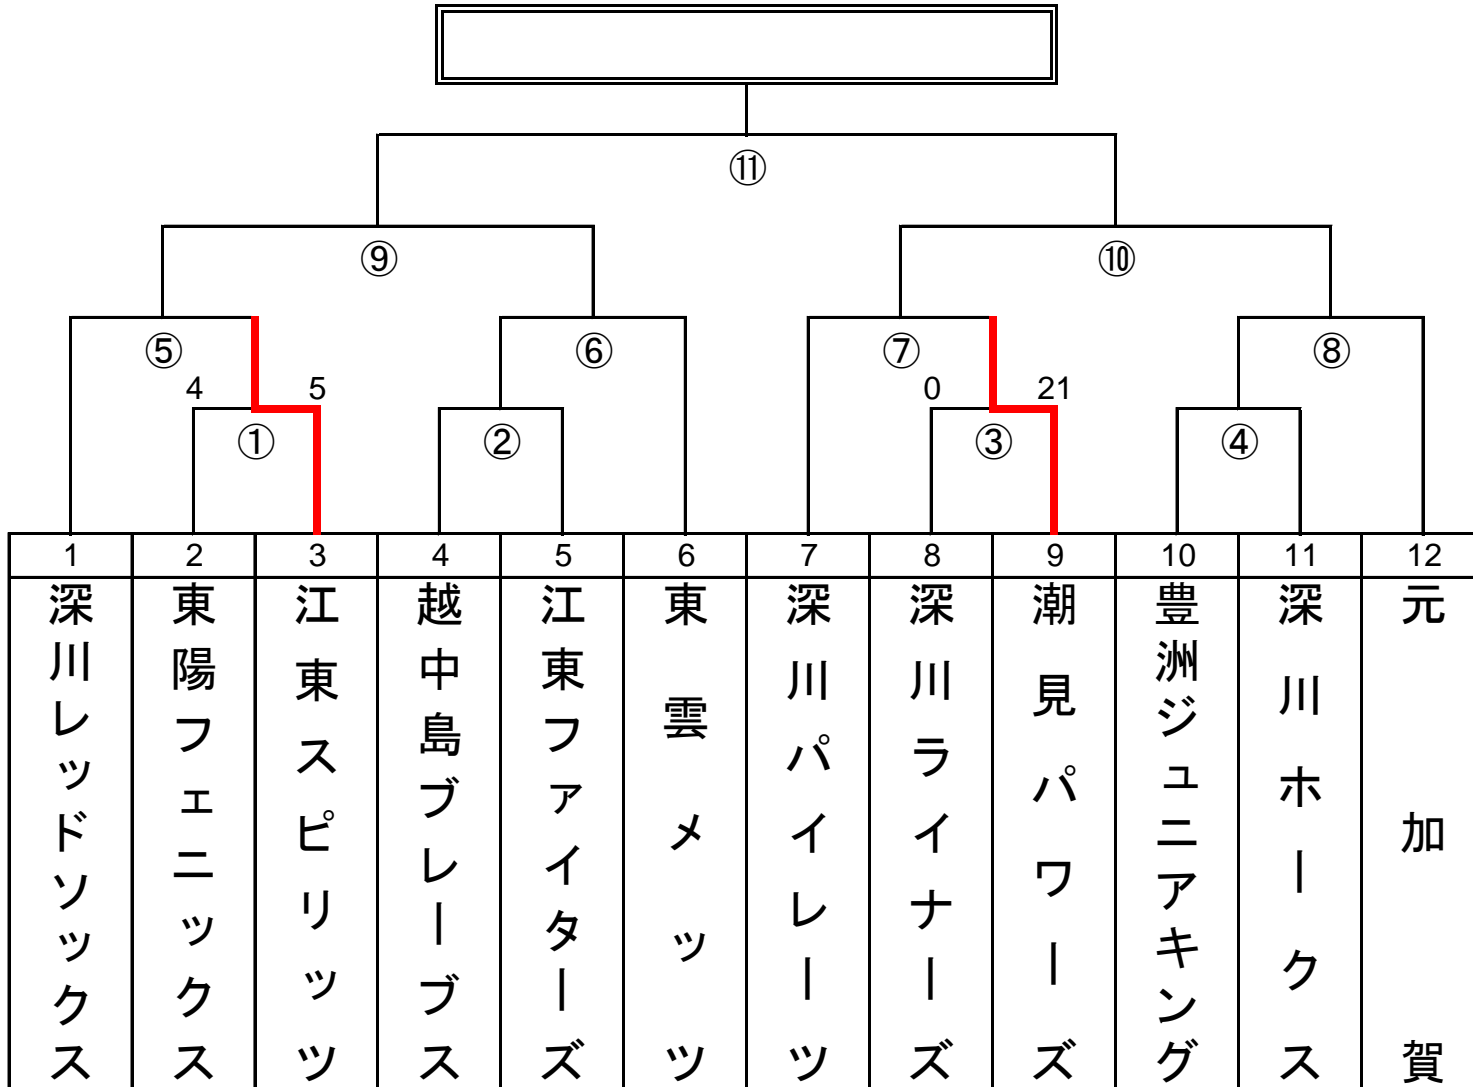 ⑪
⑨
⑩
⑤
⑥
⑦
⑧
4
5
0
21
①
②
③
④
1
2
3
4
5
6
7
8
9
10
11
12
深川レッドソックス
東陽フェニックス
江東スピリッツ
越中島ブレーブス
江東ファイターズ
東雲メッツ
深川パイレーツ
深川ライナーズ
潮見パワーズ
豊洲ジュニアキング
深川ホークス
元加賀